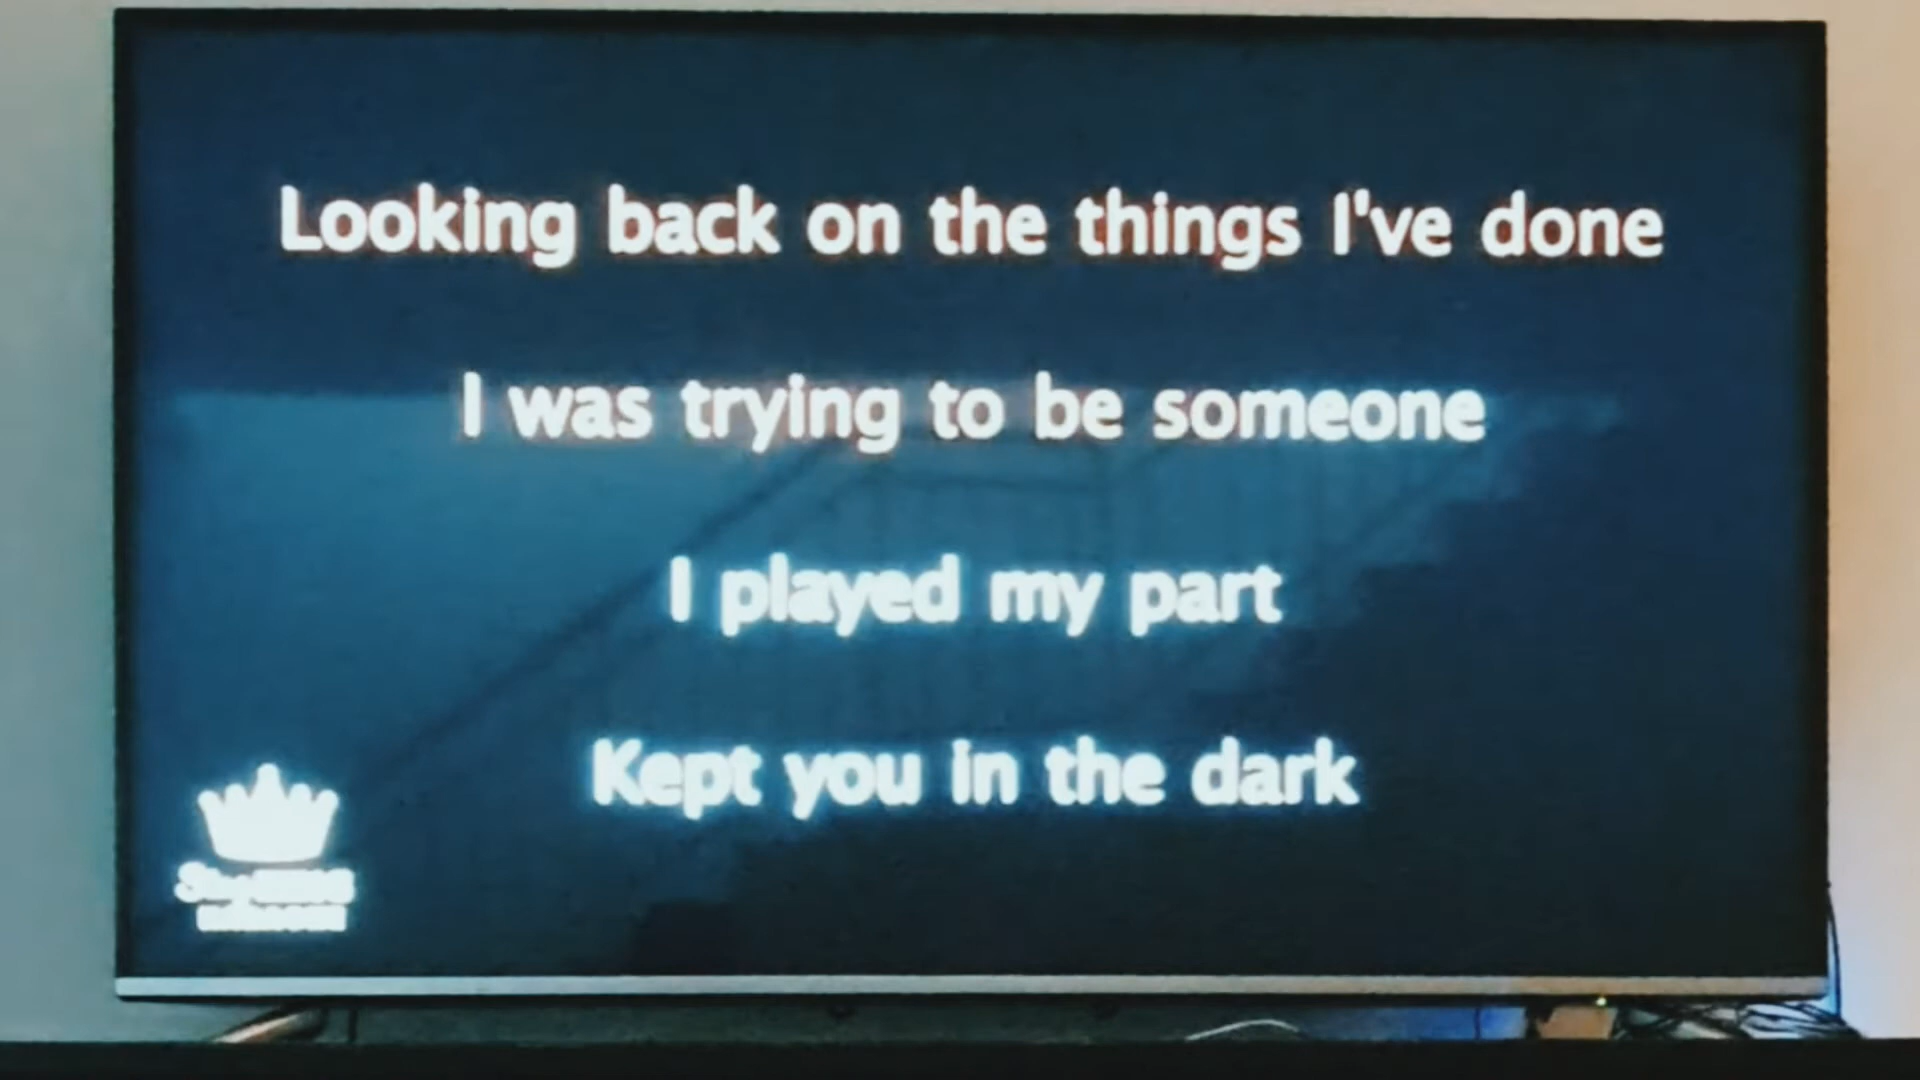 Looking back on the things I've done
I was trying to be someone
I played my part
Kept you in the dark